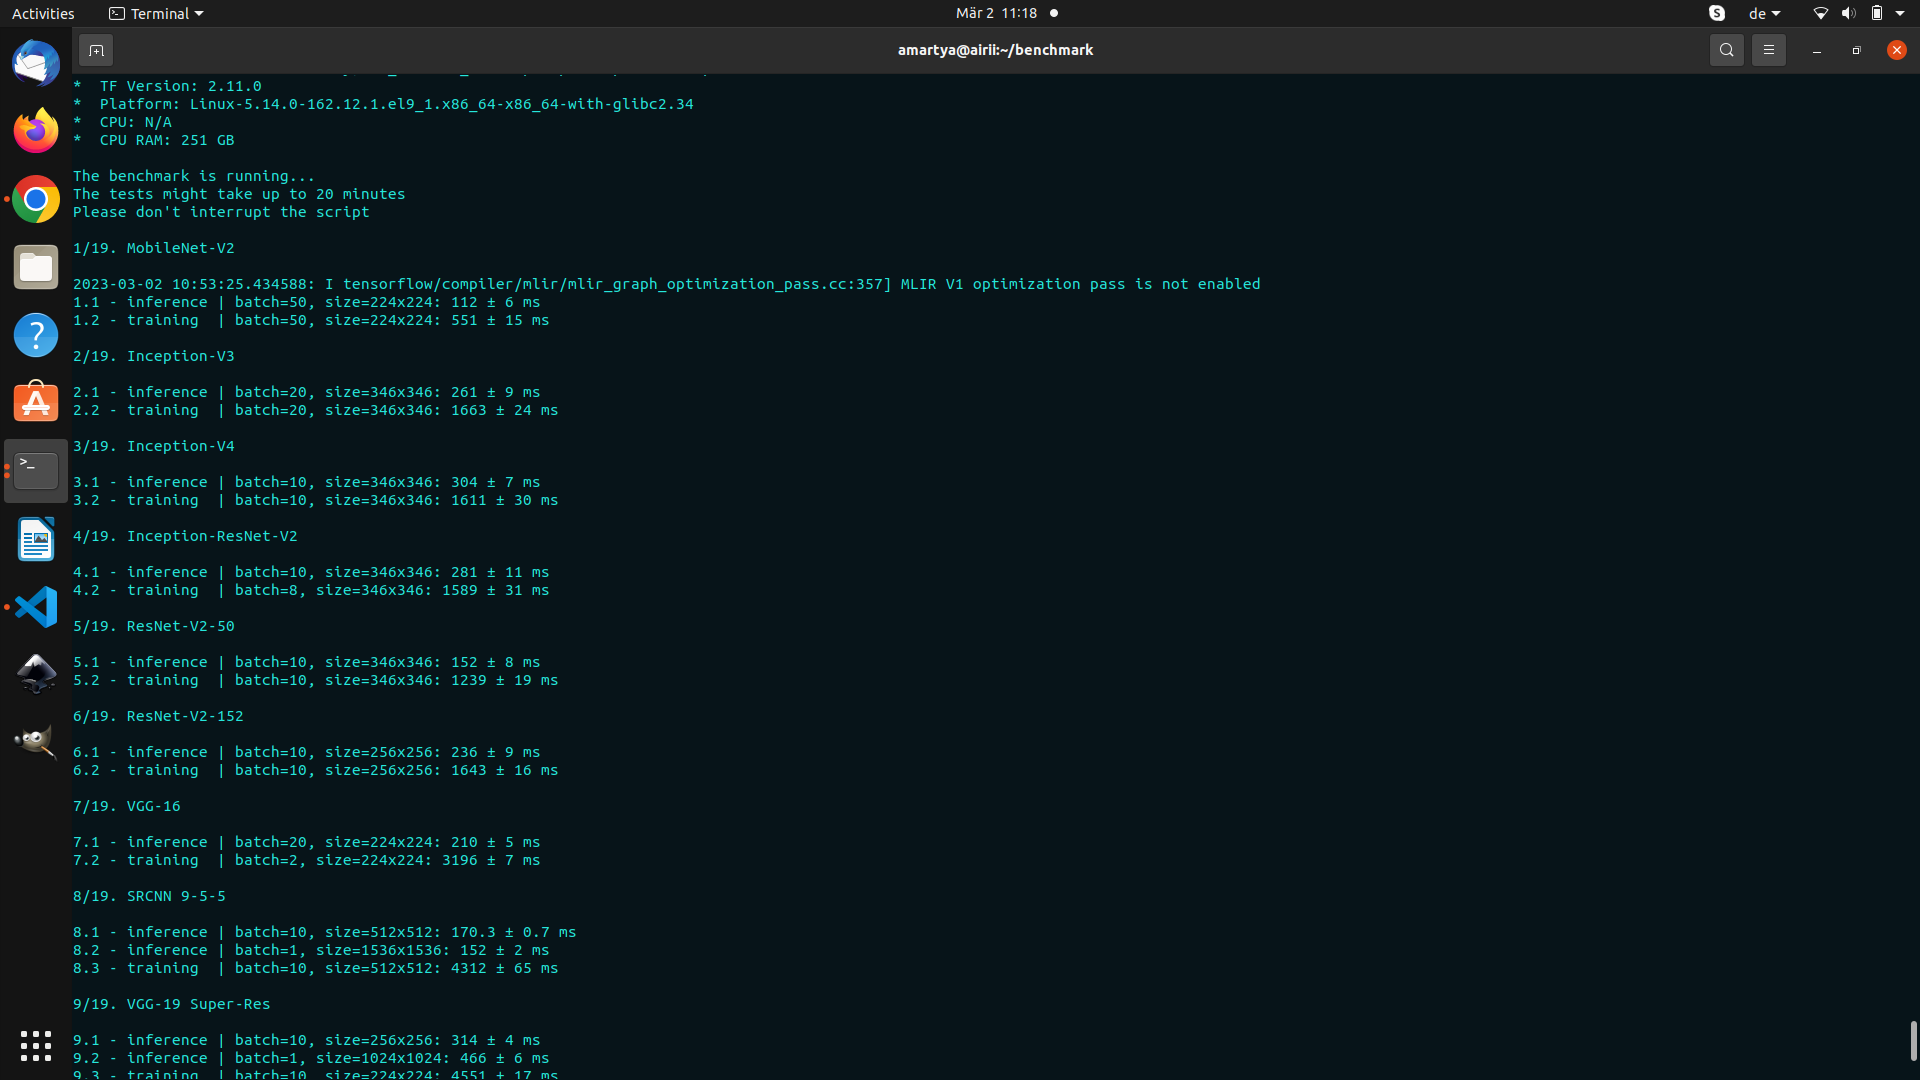 Activities
Terminal
Mär 2 11:18
de
amartya@airii:~/benchmark
* TF Version: 2.11.0
* Platform: Linux-5.14.0-162.12.1.el9_1.x86_64-x86_64-with-glibc2.34
* CPU: N/A
* CPU RAM: 251 GB
The benchmark is running...
The tests might take up to 20 minutes
Please don't interrupt the script
1/19. MobileNet-V2
2023-03-02 10:53:25.434588: I tensorflow/compiler/mlir/mlir_graph_optimization_pass.cc:357] MLIR V1 optimization pass is not enabled
1.1 - inference | batch=50, size=224x224: 112 ± 6 ms
1.2 - training  | batch=50, size=224x224: 551 ± 15 ms
2/19. Inception-V3
2.1 - inference | batch=20, size=346x346: 261 ± 9 ms
2.2 - training  | batch=20, size=346x346: 1663 ± 24 ms
3/19. Inception-V4
3.1 - inference | batch=10, size=346x346: 304 ± 7 ms
3.2 - training  | batch=10, size=346x346: 1611 ± 30 ms
4/19. Inception-ResNet-V2
4.1 - inference | batch=10, size=346x346: 281 ± 11 ms
4.2 - training  | batch=8, size=346x346: 1589 ± 31 ms
5/19. ResNet-V2-50
5.1 - inference | batch=10, size=346x346: 152 ± 8 ms
5.2 - training  | batch=10, size=346x346: 1239 ± 19 ms
6/19. ResNet-V2-152
6.1 - inference | batch=10, size=256x256: 236 ± 9 ms
6.2 - training  | batch=10, size=256x256: 1643 ± 16 ms
7/19. VGG-16
7.1 - inference | batch=20, size=224x224: 210 ± 5 ms
7.2 - training  | batch=2, size=224x224: 3196 ± 7 ms
8/19. SRCNN 9-5-5
8.1 - inference | batch=10, size=512x512: 170.3 ± 0.7 ms
8.2 - inference | batch=1, size=1536x1536: 152 ± 2 ms
8.3 - training  | batch=10, size=512x512: 4312 ± 65 ms
9/19. VGG-19 Super-Res
9.1 - inference | batch=10, size=256x256: 314 ± 4 ms
9.2 - inference | batch=1, size=1024x1024: 466 ± 6 ms
9.3 - training  | batch=10, size=224x224: 4551 ± 17 ms